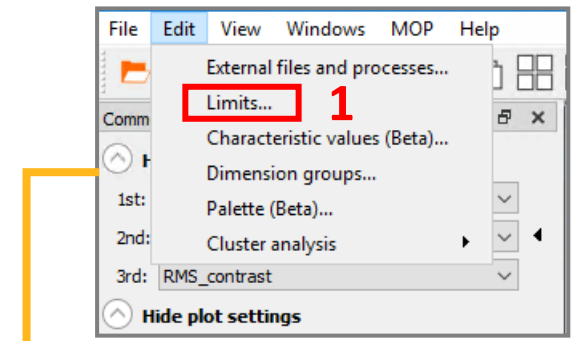 File Edit View Windows MOP Help
External files and processes...
Limits... 1
Comm
Characteristic values (Beta)...
H
Dimension groups...
1st:
Palette (Beta)...
2nd:
Cluster analysis
3rd: RMS_contrast
Hide plot settings